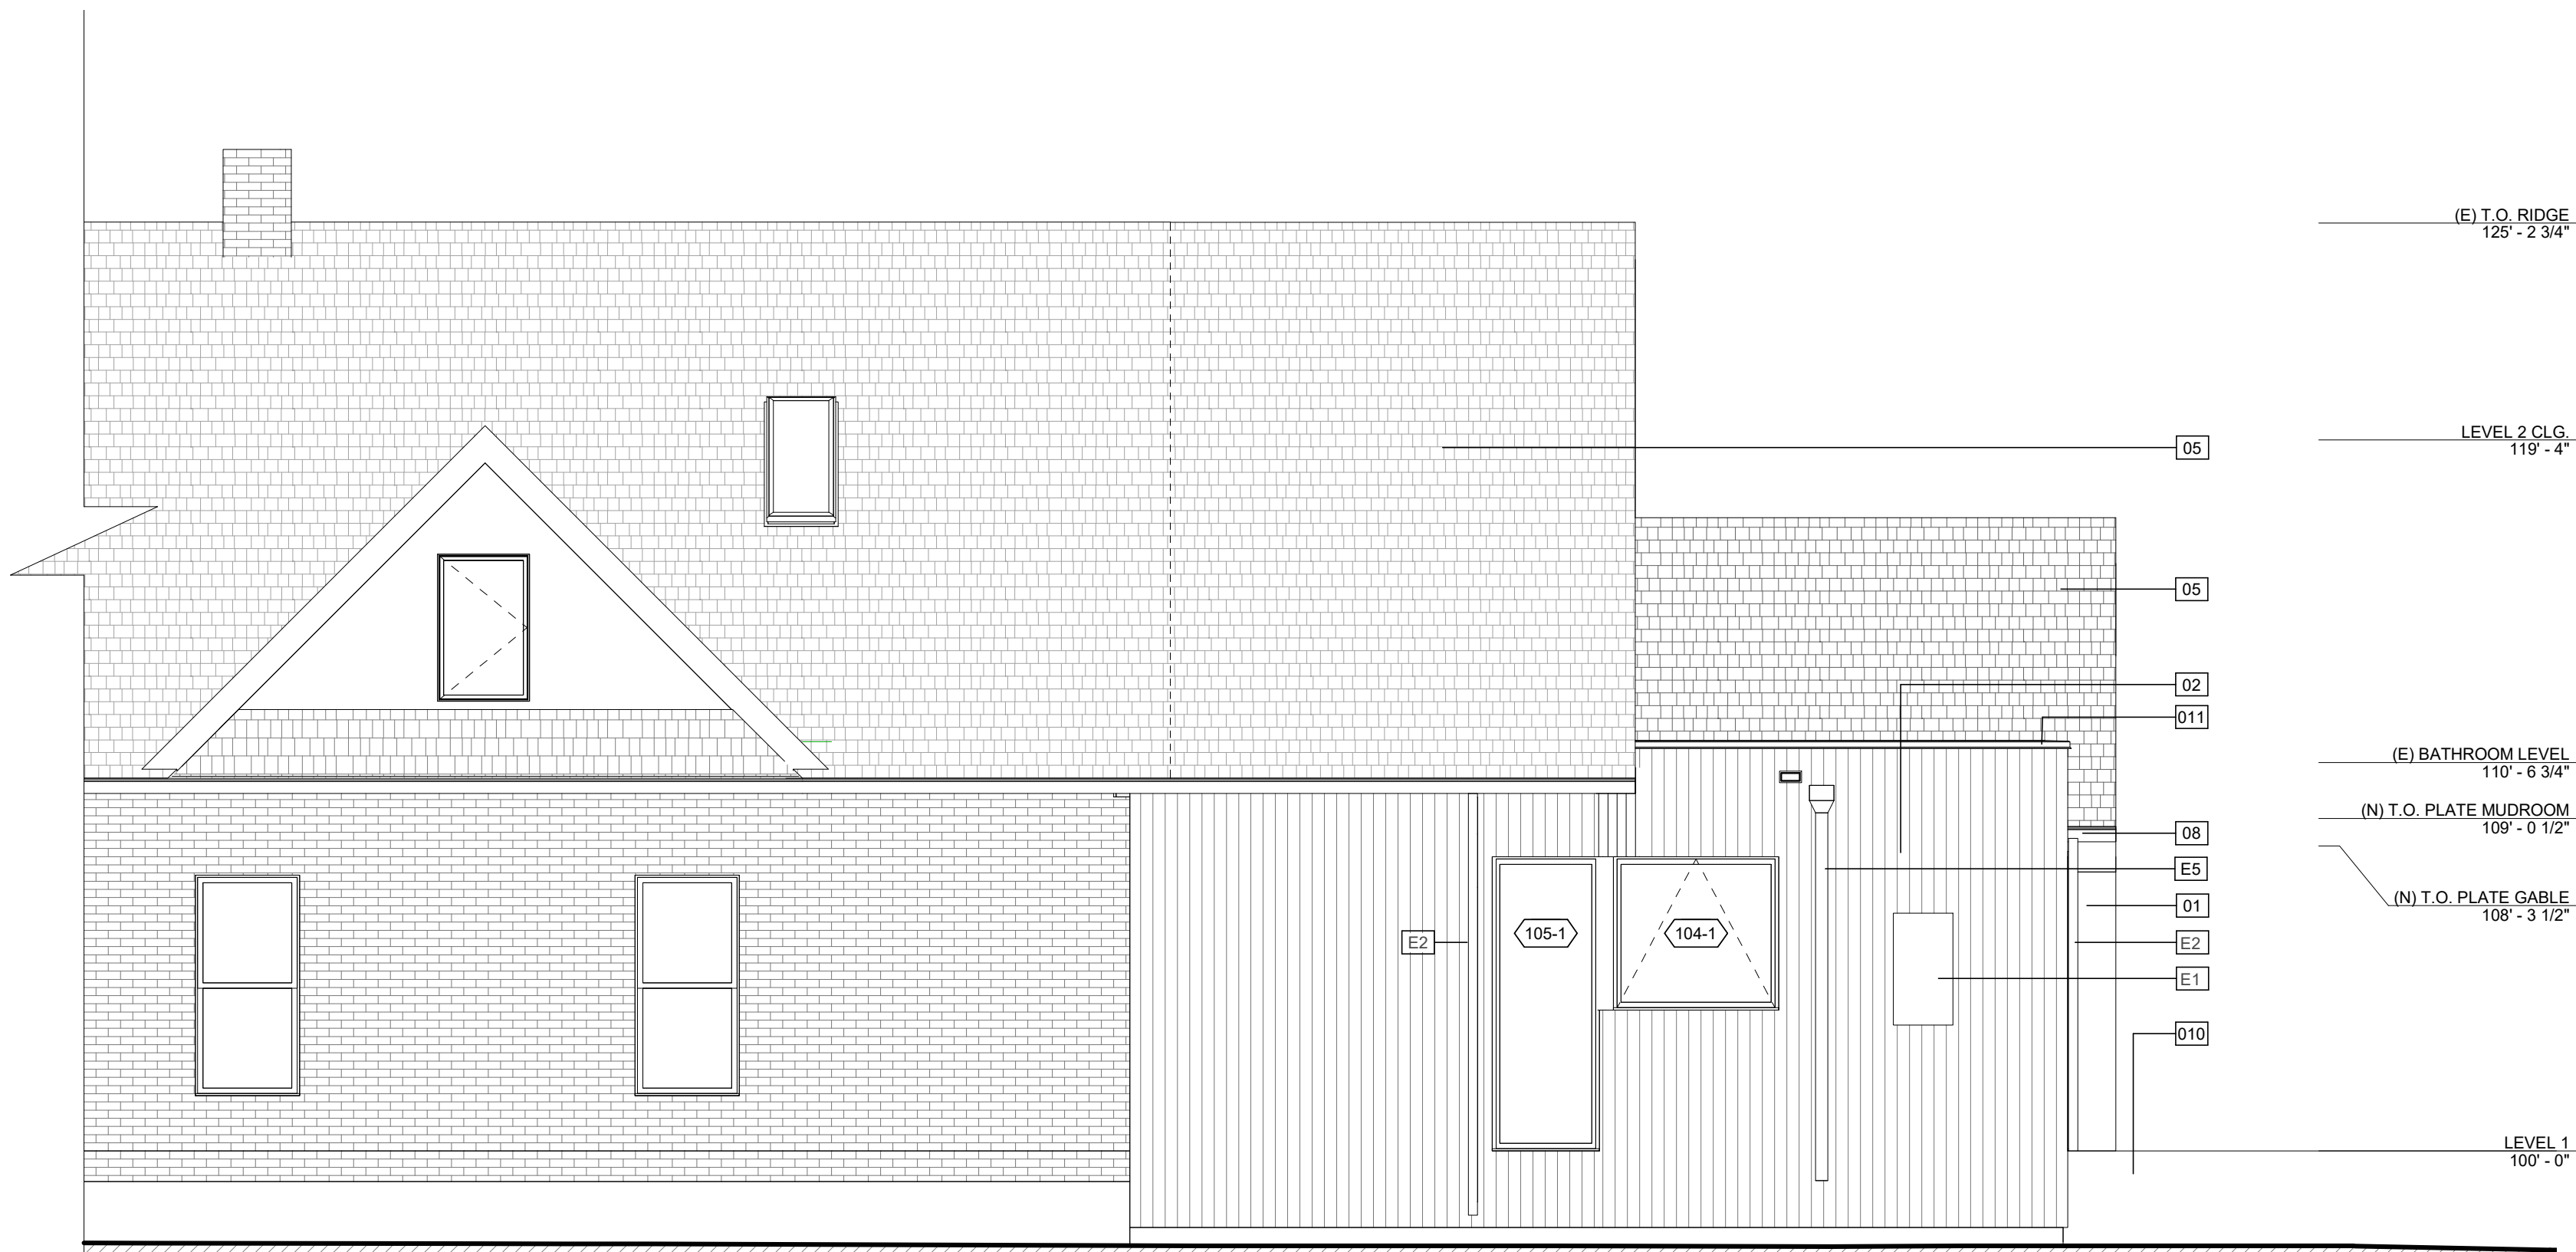 (E) T.O. RIDGE
125' - 2 3/4"
LEVEL 2 CLG.
119' - 4"
05
05
02
011
(E) BATHROOM LEVEL
110' - 6 3/4"
(N) T.O. PLATE MUDROOM
109' - 0 1/2"
08
E5
(N) T.O. PLATE GABLE
108' - 3 1/2"
01
105-1
104-1
E2
E2
E1
010
LEVEL 1
100' - 0"